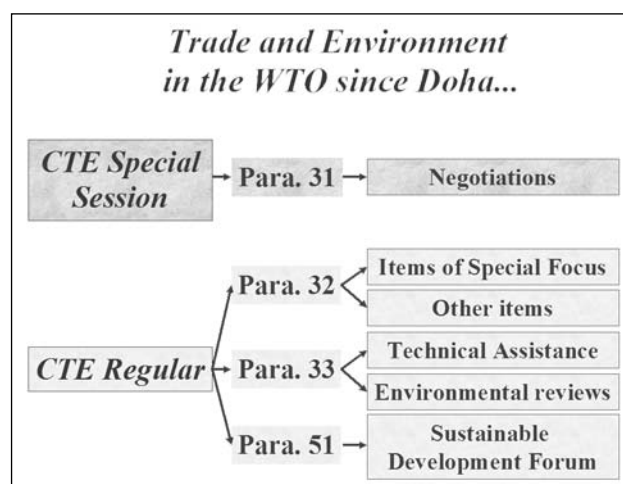 Trade and Environment
in the WTO since Doha...
CTE Special
Session
Para. 31
Negotiations
CTE Regular
Para. 32
Items of Special Focus
Other items
Para. 33
Technical Assistance
Environmental reviews
Para. 51
Sustainable
Development Forum